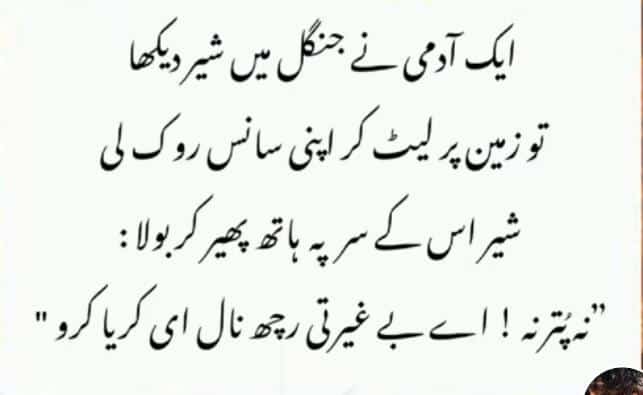 ایک آدمی نے جنگل میں شیر دیکھا
تو زمین پر لیٹ کر اپنی سانس روک لی
شیر اس کے سر پہ ہاتھ پھیر کر بولا :
”نہ پُتر نہ ! اے بے غیرتی رچھ نال ای کریا کرو "